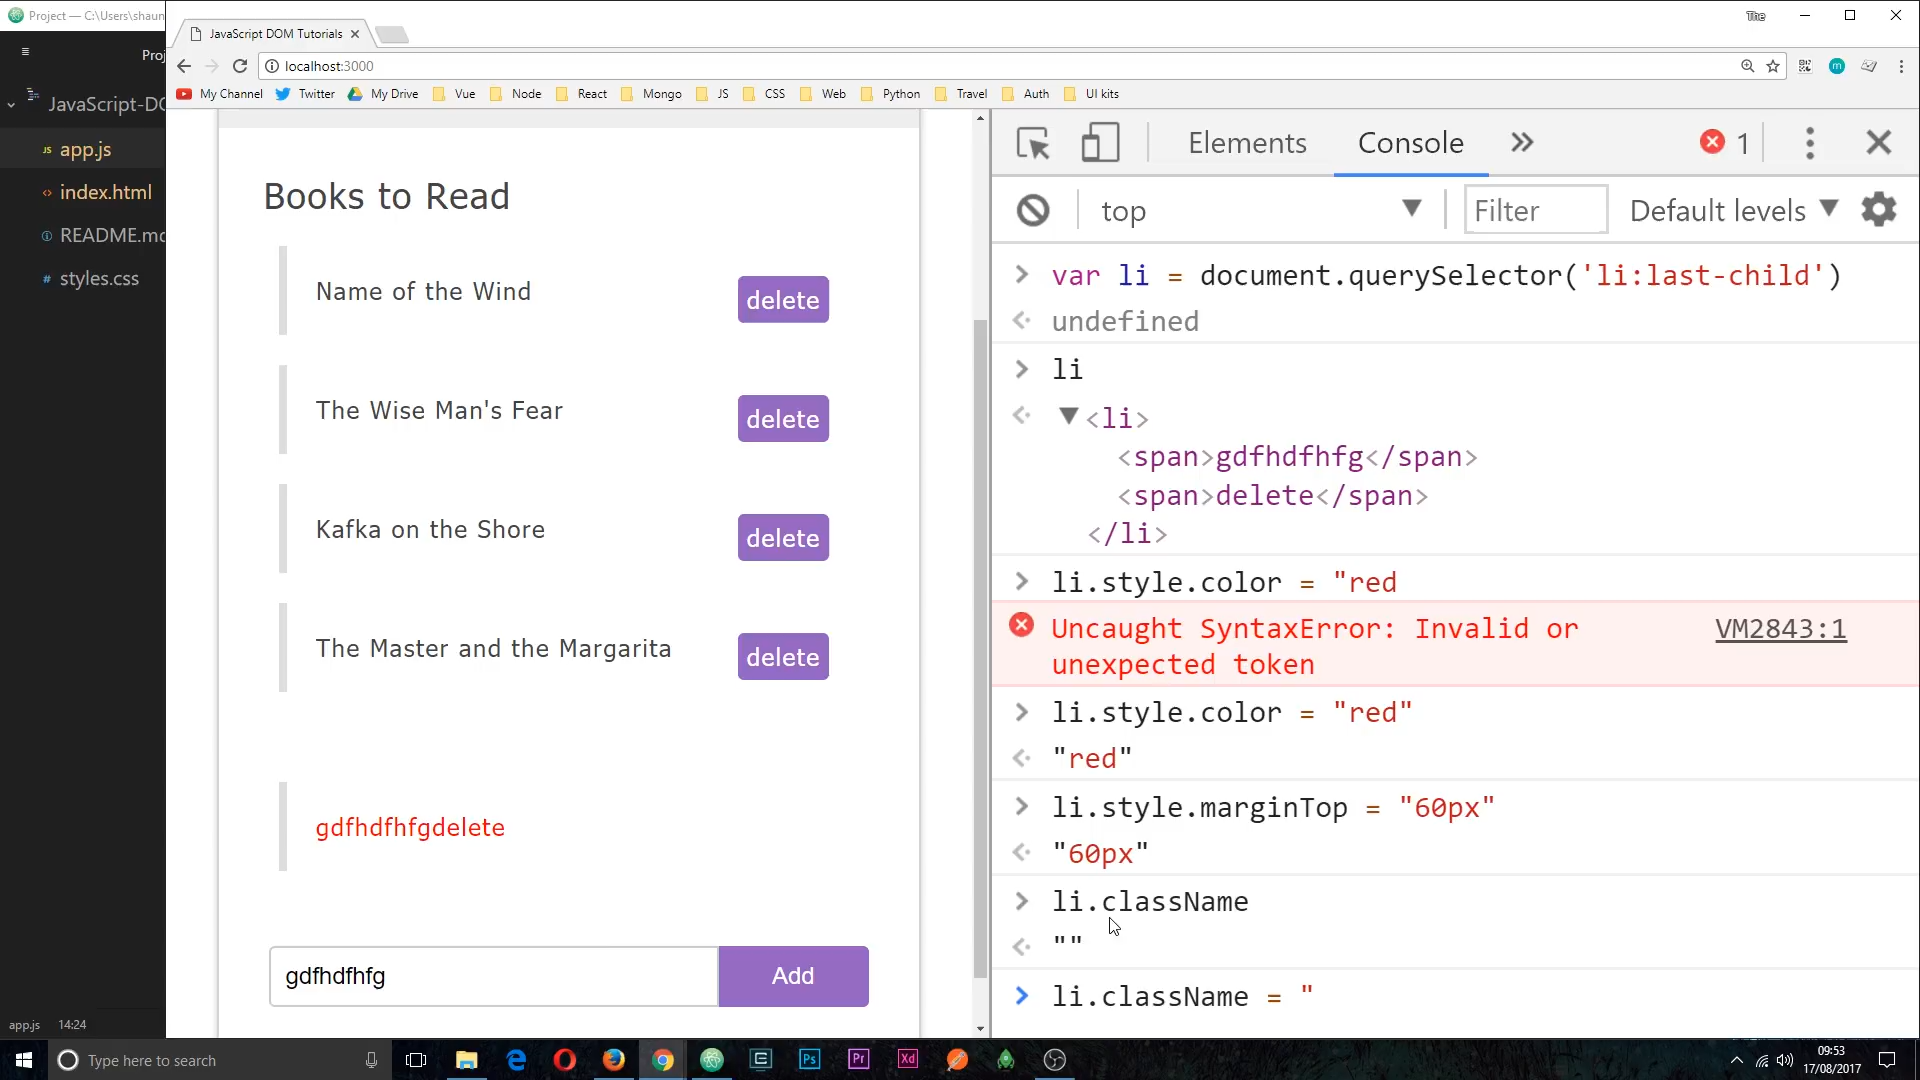 Project — C:\Users\shaun
The
JavaScript DOM Tutorials
Proj
localhost:3000
My Channel Twitter My Drive Vue Node React Mongo JS CSS Web Python Travel Auth UI kits
JavaScript-DO
app.js
index.html
README.md
styles.css
Books to Read
Name of the Wind
delete
The Wise Man's Fear
delete
Kafka on the Shore
delete
The Master and the Margarita
delete
gdfhdfhfgdelete
gdfhdfhfg
Add
Elements Console 1
top Filter Default levels
var li = document.querySelector('li:last-child')
undefined
li
<li>
<span>gdfhdfhfg</span>
<span>delete</span>
</li>
li.style.color = "red
Uncaught SyntaxError: Invalid or VM2843:1
unexpected token
li.style.color = "red"
"red"
li.style.marginTop = "60px"
"60px"
li.className
""
li.className = "
app.js 14:24
Type here to search
09:53
17/08/2017